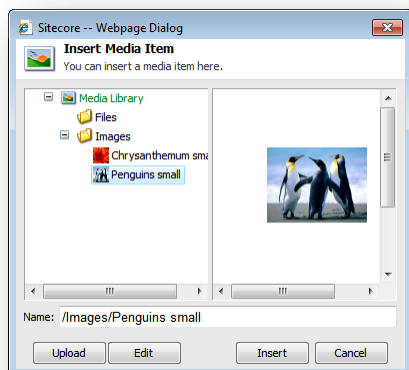 Sitecore -- Webpage Dialog
Insert Media Item
You can insert a media item here.
Media Library
Files
Images
Chrysanthemum sma
Penguins small
Name: /Images/Penguins small
Upload Edit Insert Cancel